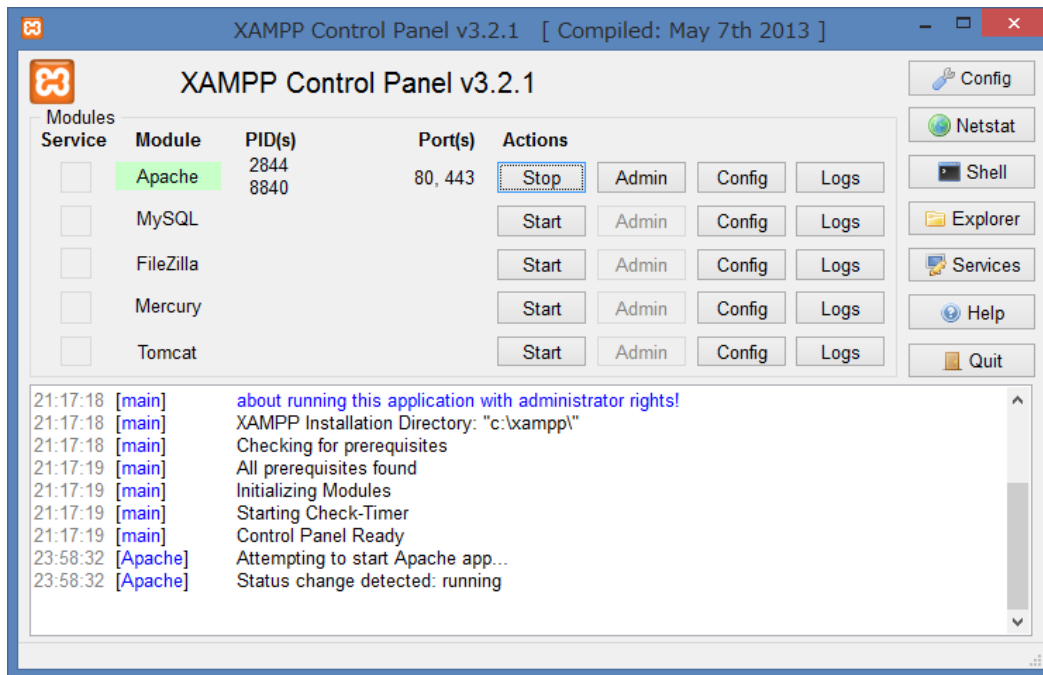 XAMPP Control Panel v3.2.1 [ Compiled: May 7th 2013 ]
XAMPP Control Panel v3.2.1
Config
Modules
Netstat
Service Module PID(s) Port(s) Actions
Apache 2844 8840 80, 443 Stop Admin Config Logs
Shell
MySQL Start Admin Config Logs
Explorer
FileZilla Start Admin Config Logs
Services
Mercury Start Admin Config Logs
Help
Tomcat Start Admin Config Logs
Quit
21:17:18 [main] about running this application with administrator rights!
21:17:18 [main] XAMPP Installation Directory: "c:\xampp\"
21:17:18 [main] Checking for prerequisites
21:17:19 [main] All prerequisites found
21:17:19 [main] Initializing Modules
21:17:19 [main] Starting Check-Timer
21:17:19 [main] Control Panel Ready
23:58:32 [Apache] Attempting to start Apache app...
23:58:32 [Apache] Status change detected: running